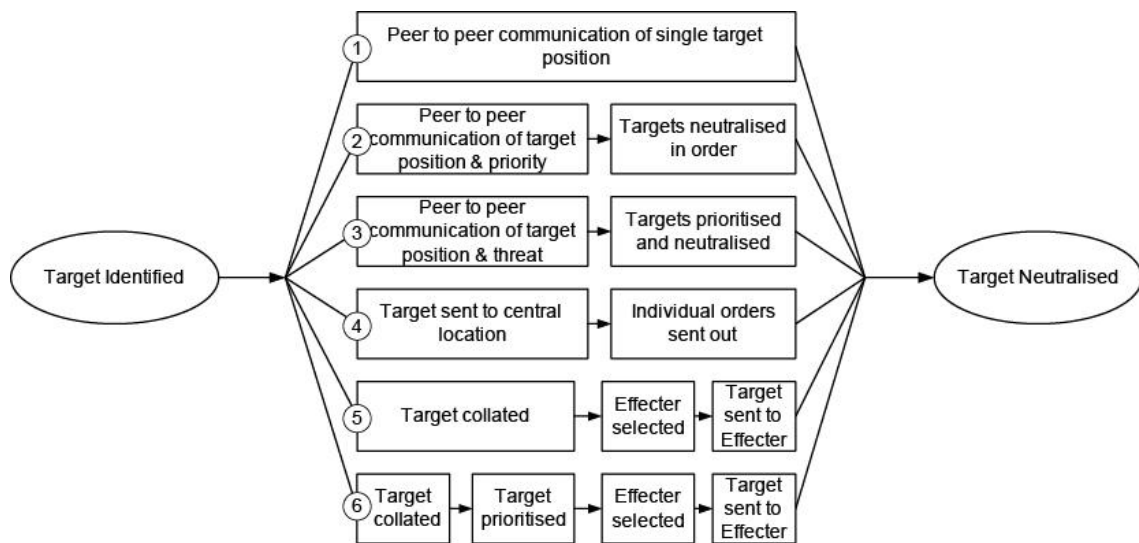 1
Peer to peer communication of single target
position
2
Peer to peer
communication of target
position & priority
Targets neutralised
in order
3
Peer to peer
communication of target
position & threat
Targets prioritised
and neutralised
Target Identified
Target Neutralised
4
Target sent to central
location
Individual orders
sent out
5
Target collated
Effecter
selected
Target
sent to
Effecter
6
Target
collated
Target
prioritised
Effecter
selected
Target
sent to
Effecter